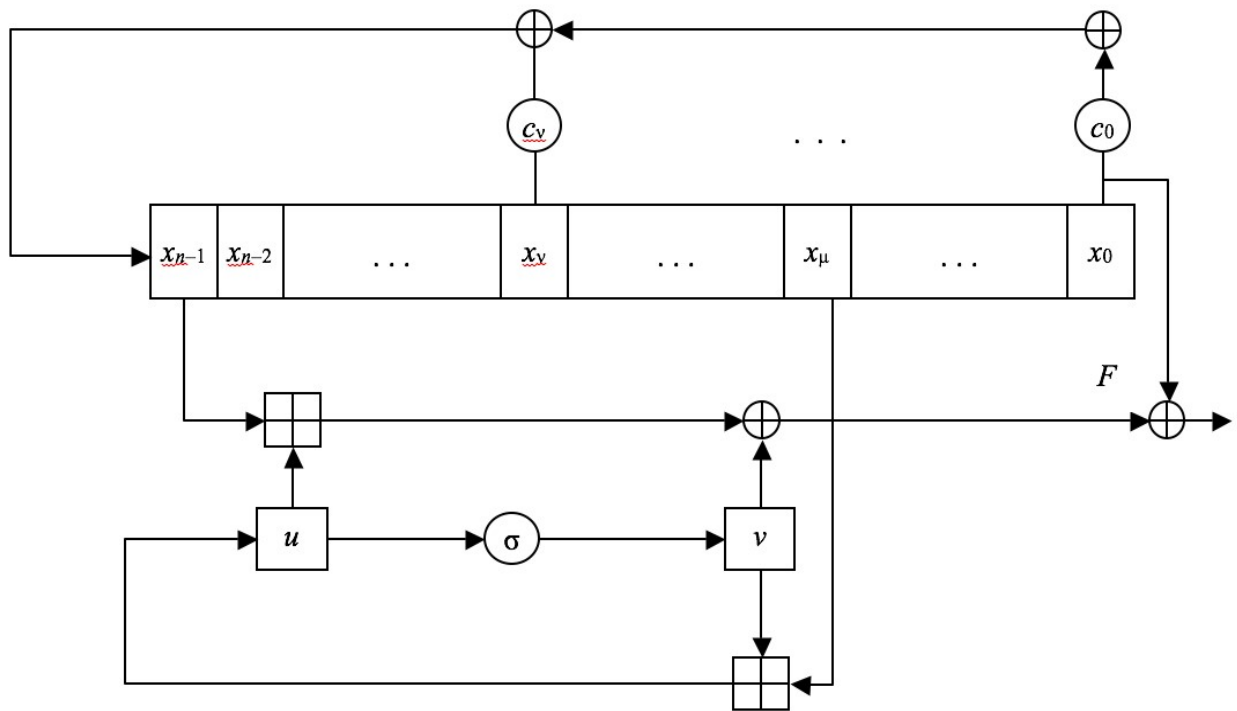 cν . . . c0
xn−1 xn−2 . . . xν . . . xμ . . . x0
F
u σ v